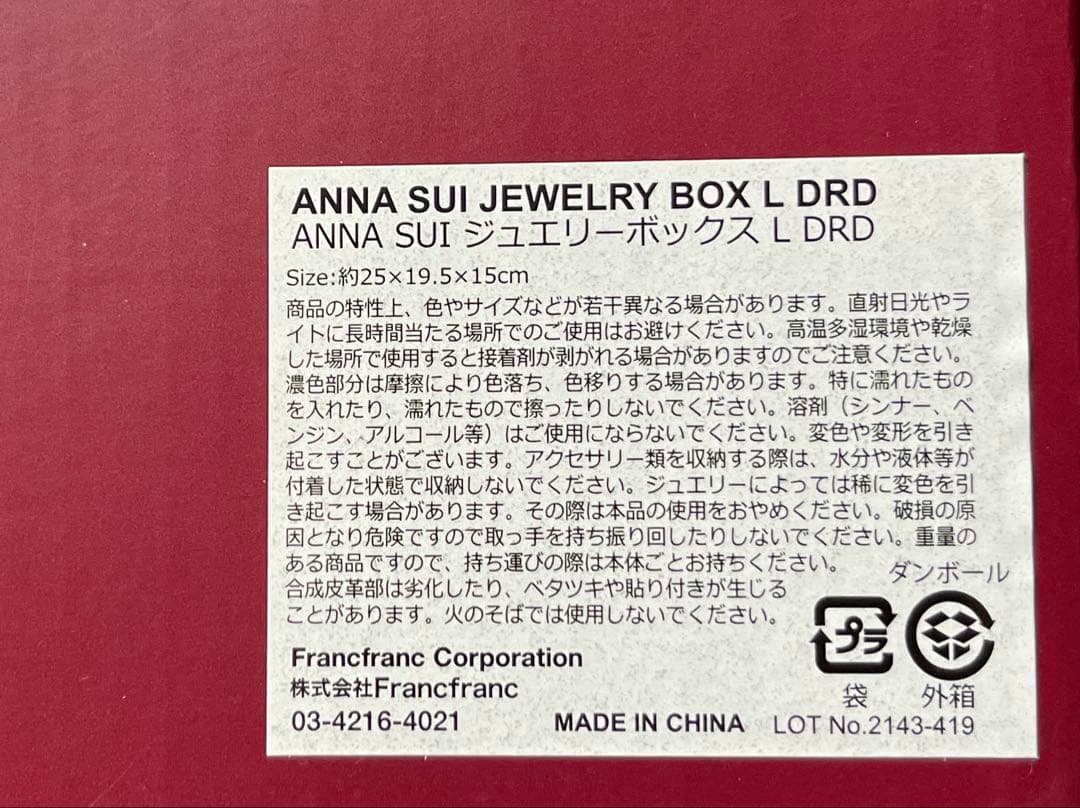 ANNA SUI JEWELRY BOX L DRD
ANNA SUI ジュエリーボックス L DRD
Size:約25×19.5×15cm
商品の特性上、色やサイズなどが若干異なる場合があります。直射日光やラ
イトに長時間当たる場所でのご使用はお避けください。高温多湿環境や乾燥
した場所で使用すると接着剤が剥がれる場合がありますのでご注意ください。
濃色部分は摩擦により色落ち、色移りする場合があります。特に濡れたもの
を入れたり、濡れたもので擦ったりしないでください。溶剤（シンナー、ベ
ンジン、アルコール等）はご使用にならないでください。変色や変形を引き
起こすことがございます。アクセサリー類を収納する際は、水分や液体等が
付着した状態で収納しないでください。ジュエリーによっては稀に変色を引
き起こす場合があります。その際は本品の使用をおやめください。破損の原
因となり危険ですので取っ手を持ち振り回したりしないでください。重量の
ある商品ですので、持ち運びの際は本体ごとお持ちください。
合成皮革部は劣化したり、ベタツキや貼り付きが生じる
ことがあります。火のそばでは使用しないでください。
ダンボール
プラ
袋
外箱
Francfranc Corporation
株式会社Francfranc
03-4216-4021
MADE IN CHINA
LOT No.2143-419